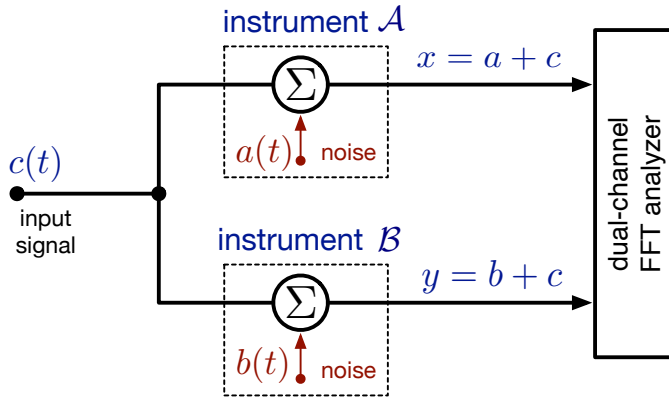 instrument 𝒜
x = a + c
Σ
a(t) noise
c(t)
input
signal
instrument ℬ
y = b + c
Σ
b(t) noise
dual-channel
FFT analyzer